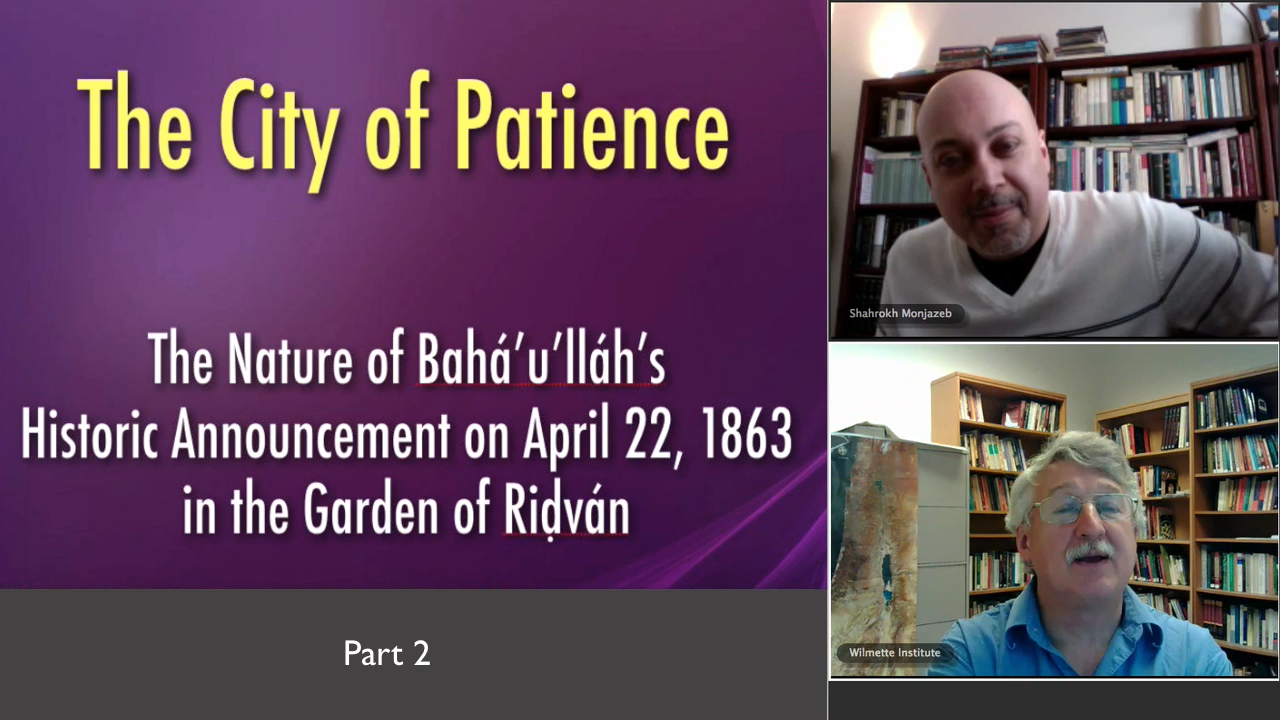 The City of Patience
The Nature of Bahá’u’lláh’s
Historic Announcement on April 22, 1863
in the Garden of Riḍván
Part 2
Shahrokh Monjazeb
Wilmette Institute